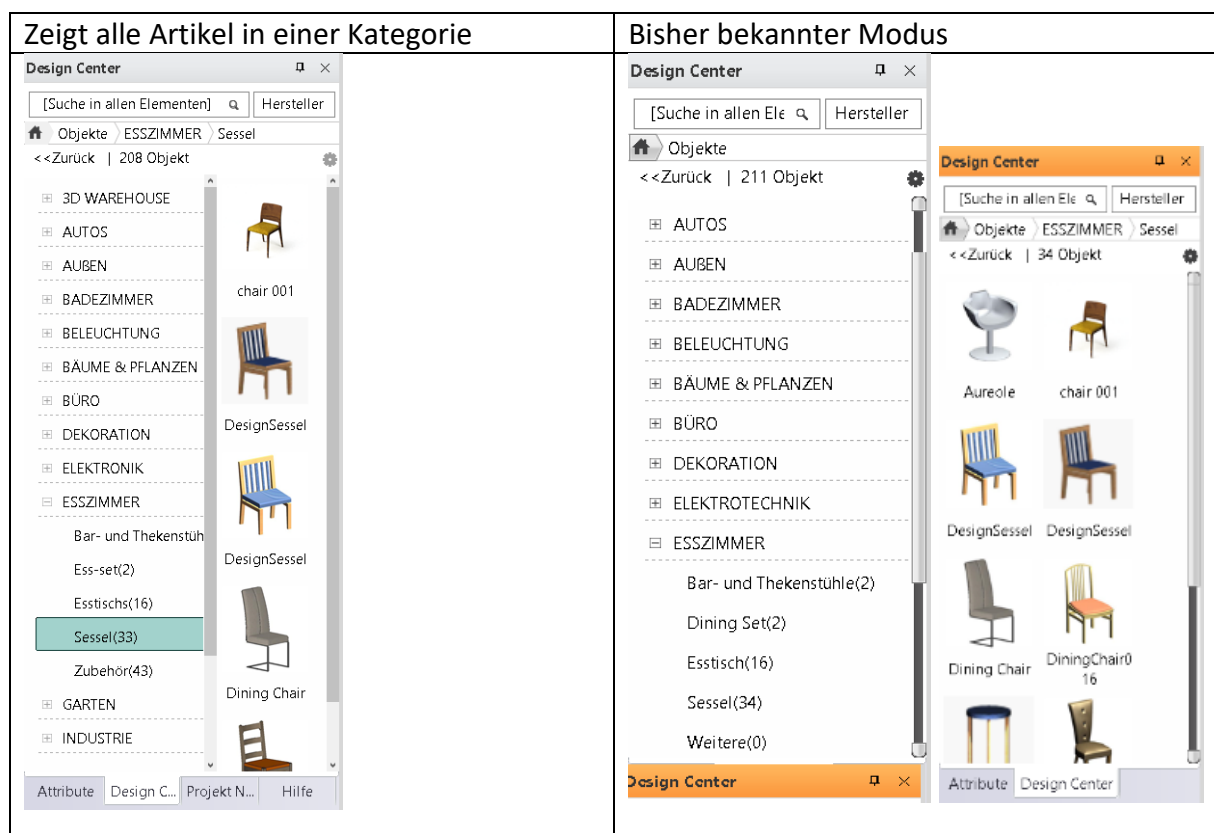 Zeigt alle Artikel in einer Kategorie
Design Center
[Suche in allen Elementen]
Hersteller
Objekte
ESSZIMMER
Sessel
<<Zurück | 208 Objekt
3D WAREHOUSE
AUTOS
AUßEN
BADEZIMMER
BELEUCHTUNG
BÄUME & PFLANZEN
BÜRO
DEKORATION
ELEKTRONIK
ESSZIMMER
Bar- und Thekenstüh
Ess-set(2)
Esstischs(16)
Sessel(33)
Zubehör(43)
GARTEN
INDUSTRIE
chair 001
DesignSessel
DesignSessel
Dining Chair
Attribute
Design C...
Projekt N...
Hilfe
Bisher bekannter Modus
Design Center
[Suche in allen Ele
Hersteller
Objekte
<<Zurück | 211 Objekt
AUTOS
AUßEN
BADEZIMMER
BELEUCHTUNG
BÄUME & PFLANZEN
BÜRO
DEKORATION
ELEKTROTECHNIK
ESSZIMMER
Bar- und Thekenstühle(2)
Dining Set(2)
Esstisch(16)
Sessel(34)
Weitere(0)
Design Center
Design Center
[Suche in allen Ele
Hersteller
Objekte
ESSZIMMER
Sessel
<<Zurück | 34 Objekt
Aureole
chair 001
DesignSessel
DesignSessel
Dining Chair
DiningChair0
16
Attribute
Design Center